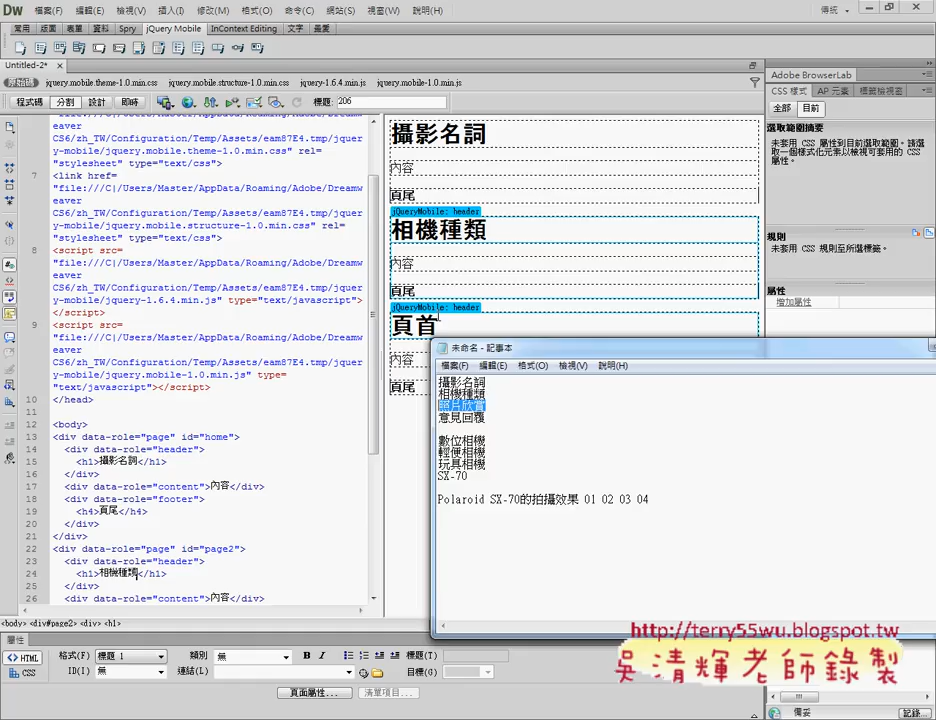 Dw 檔案(F) 編輯(E) 檢視(V) 插入(I) 修改(M) 格式(O) 命令(C) 網站(S) 視窗(W) 說明(H) 傳統
常用 版面 表單 資料 Spry jQuery Mobile InContext Editing 文字 最愛
Untitled-2*
原始碼 jquery.mobile.theme-1.0.min.css jquery.mobile.structure-1.0.min.css jquery-1.6.4.min.js jquery.mobile-1.0.min.js
程式碼 分割 設計 即時 標題: 206
eaver
CS6/zh_TW/Configuration/Temp/Assets/eam87E4.tmp/jquer
y-mobile/jquery.mobile.theme-1.0.min.css" rel=
"stylesheet" type="text/css">
7 <link href=
"file:///C|/Users/Master/AppData/Roaming/Adobe/Dreamw
eaver
CS6/zh_TW/Configuration/Temp/Assets/eam87E4.tmp/jquer
y-mobile/jquery.mobile.structure-1.0.min.css" rel=
"stylesheet" type="text/css">
8 <script src=
"file:///C|/Users/Master/AppData/Roaming/Adobe/Dreamw
eaver
CS6/zh_TW/Configuration/Temp/Assets/eam87E4.tmp/jquer
y-mobile/jquery-1.6.4.min.js" type="text/javascript">
</script>
9 <script src=
"file:///C|/Users/Master/AppData/Roaming/Adobe/Dreamw
eaver
CS6/zh_TW/Configuration/Temp/Assets/eam87E4.tmp/jquer
y-mobile/jquery.mobile-1.0.min.js" type=
"text/javascript"></script>
10 </head>
11
12 <body>
13 <div data-role="page" id="home">
14 <div data-role="header">
15 <h1>攝影名詞</h1>
16 </div>
17 <div data-role="content">內容</div>
18 <div data-role="footer">
19 <h4>頁尾</h4>
20 </div>
21 </div>
22 <div data-role="page" id="page2">
23 <div data-role="header">
24 <h1>相機種類</h1>
25 </div>
26 <div data-role="content">內容</div>
<body> <div#page2> <div> <h1>
攝影名詞
內容
頁尾
jQueryMobile: header
相機種類
內容
頁尾
jQueryMobile: header
頁首
內容
頁尾
未命名 - 記事本
檔案(F) 編輯(E) 格式(O) 檢視(V) 說明(H)
攝影名詞
相機種類
照片欣賞
意見回覆
數位相機
輕便相機
玩具相機
SX-70
Polaroid SX-70的拍攝效果 01 02 03 04
Adobe BrowserLab
CSS 樣式 AP 元素 標籤檢視器
全部 目前
選取範圍摘要
未套用 CSS 屬性到目前選取範圍。請選
取一個樣式化元素以檢視可套用的 CSS
屬性。
規則
未套用 CSS 規則至所選標籤。
屬性
增加屬性
屬性
HTML 格式(F) 標題 1 類別 無 B I 標題(T)
CSS ID(I) 無 連結(L) 目標(G)
頁面屬性... 清單項目...
http://terry55wu.blogspot.tw
吳清輝老師錄製
備妥 記錄